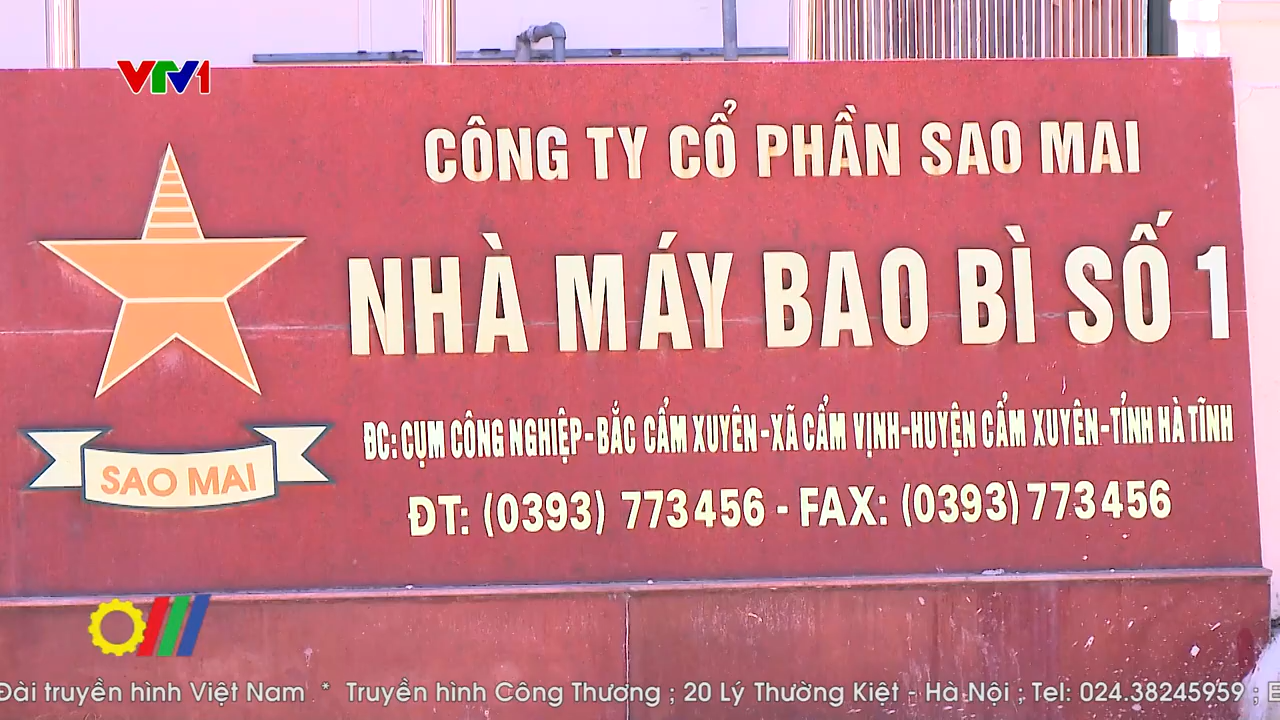 VTV1
CÔNG TY CỔ PHẦN SAO MAI
NHÀ MÁY BAO BÌ SỐ 1
ĐC: CỤM CÔNG NGHIỆP-BẮC CẨM XUYÊN-XÃ CẨM VỊNH-HUYỆN CẨM XUYÊN-TỈNH HÀ TĨNH
SAO MAI
ĐT: (0393) 773456 - FAX: (0393) 773456
Đài truyền hình Việt Nam * Truyền hình Công Thương ; 20 Lý Thường Kiệt - Hà Nội ; Tel: 024.38245959 ;